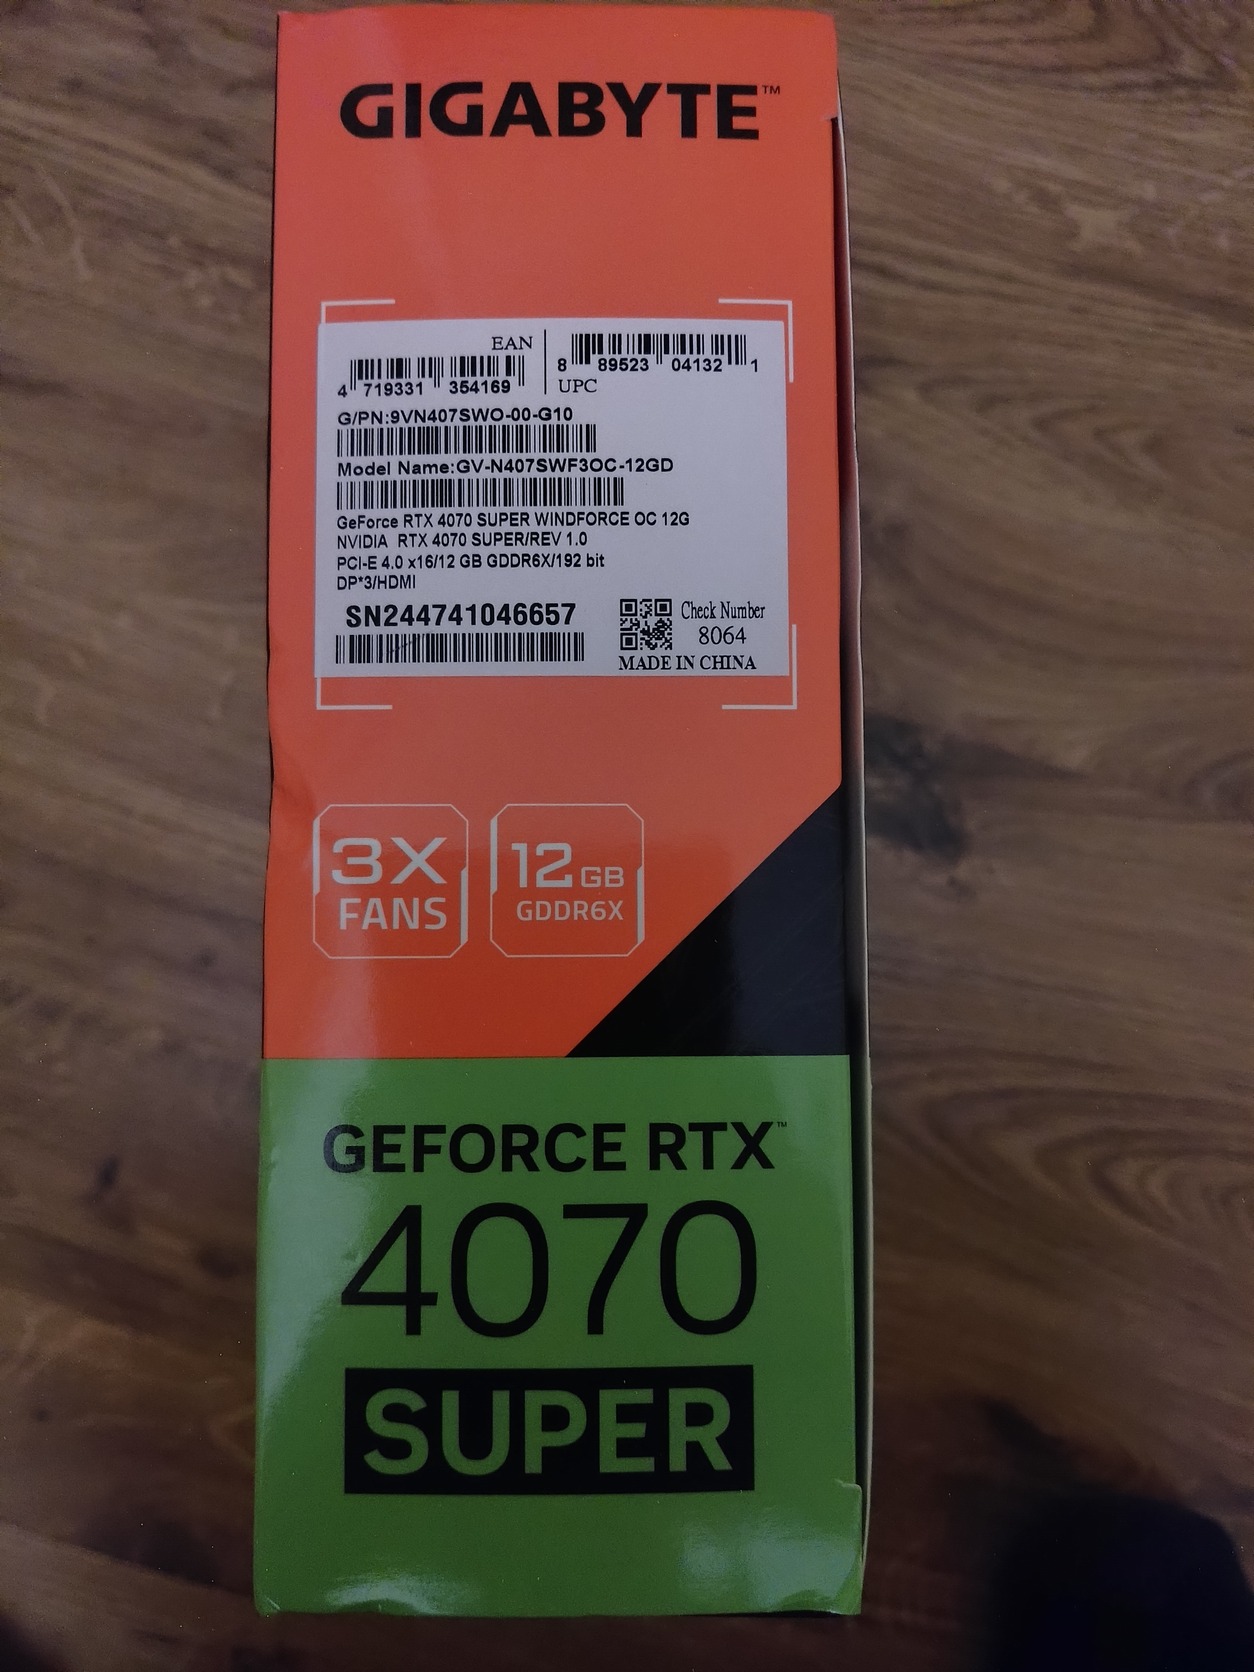 GIGABYTE™
EAN
4 719331 354169
8 89523 04132 1
UPC
G/PN:9VN407SWO-00-G10
Model Name:GV-N407SWF3OC-12GD
GeForce RTX 4070 SUPER WINDFORCE OC 12G
NVIDIA RTX 4070 SUPER/REV 1.0
PCI-E 4.0 x16/12 GB GDDR6X/192 bit
DP*3/HDMI
SN244741046657
Check Number
8064
MADE IN CHINA
3X
FANS
12 GB
GDDR6X
GEFORCE RTX™
4070
SUPER